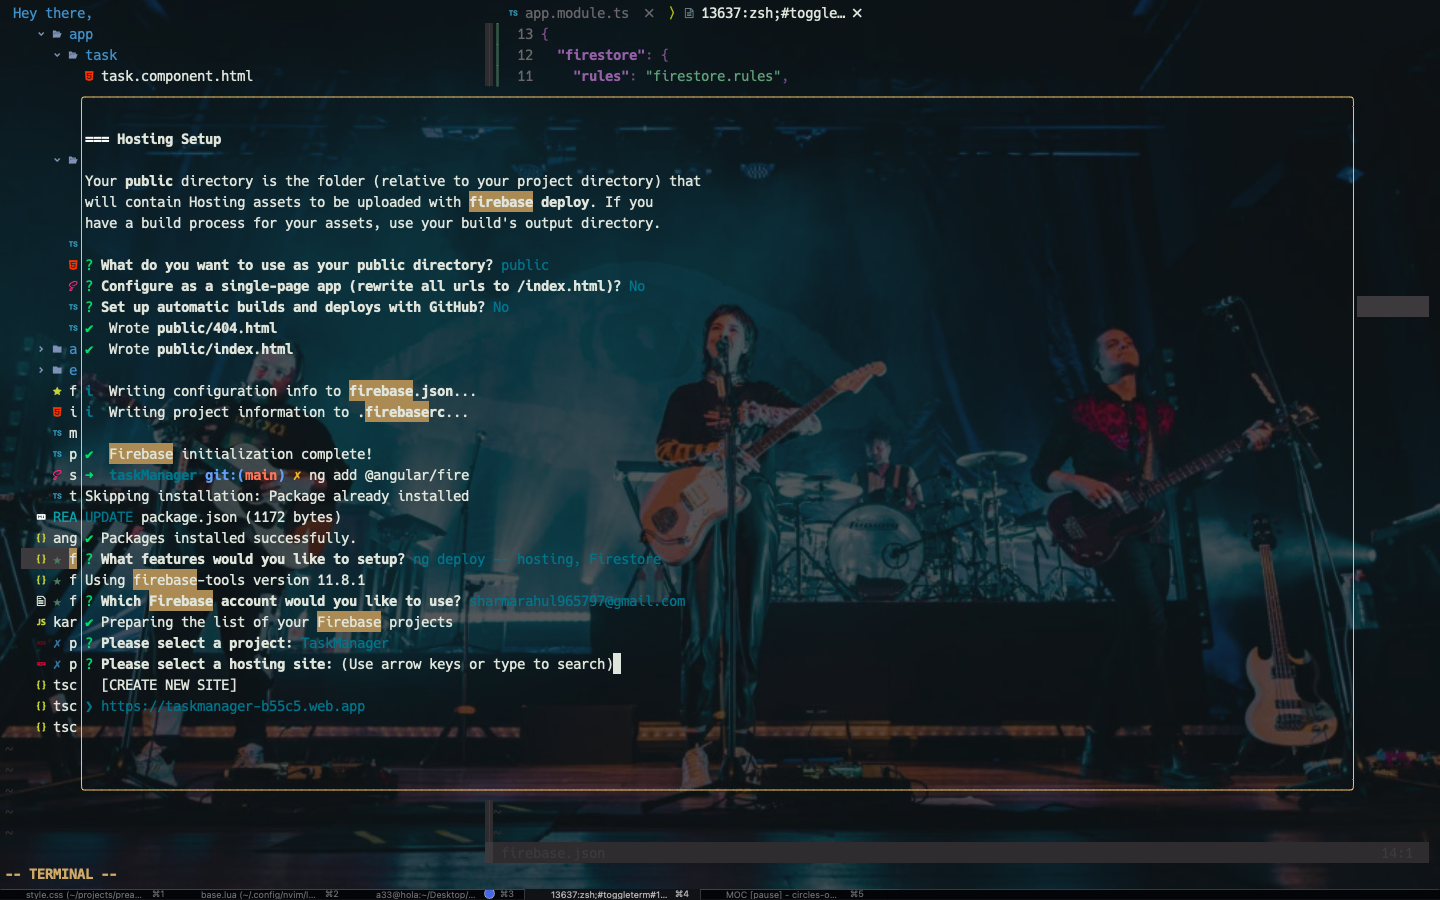 Hey there,
app.module.ts ✕ ❭ 13637:zsh;#toggle… ✕
app
13 {
task
12 "firestore": {
task.component.html
11 "rules": "firestore.rules",
=== Hosting Setup
Your public directory is the folder (relative to your project directory) that
will contain Hosting assets to be uploaded with firebase deploy. If you
have a build process for your assets, use your build's output directory.
? What do you want to use as your public directory? public
? Configure as a single-page app (rewrite all urls to /index.html)? No
? Set up automatic builds and deploys with GitHub? No
✔ Wrote public/404.html
a ✔ Wrote public/index.html
e
f i Writing configuration info to firebase.json...
i i Writing project information to .firebaserc...
m
p ✔ Firebase initialization complete!
s ➜ taskManager git:(main) ✗ ng add @angular/fire
t Skipping installation: Package already installed
REA UPDATE package.json (1172 bytes)
ang ✔ Packages installed successfully.
f ? What features would you like to setup? ng deploy -- hosting, Firestore
f Using firebase-tools version 11.8.1
f ? Which Firebase account would you like to use? sharmarahul965797@gmail.com
kar ✔ Preparing the list of your Firebase projects
p ? Please select a project: TaskManager
p ? Please select a hosting site: (Use arrow keys or type to search)
tsc [CREATE NEW SITE]
tsc ❯ https://taskmanager-b55c5.web.app
tsc
~
~
~
~
~
firebase.json 14:1
-- TERMINAL --
style.css (~/projects/prea… ⌘1 base.lua (~/.config/nvim/l… ⌘2 a33@hola:~/Desktop/… ⌘3 13637:zsh;#toggleterm#1… ⌘4 MOC [pause] - circles-o… ⌘5